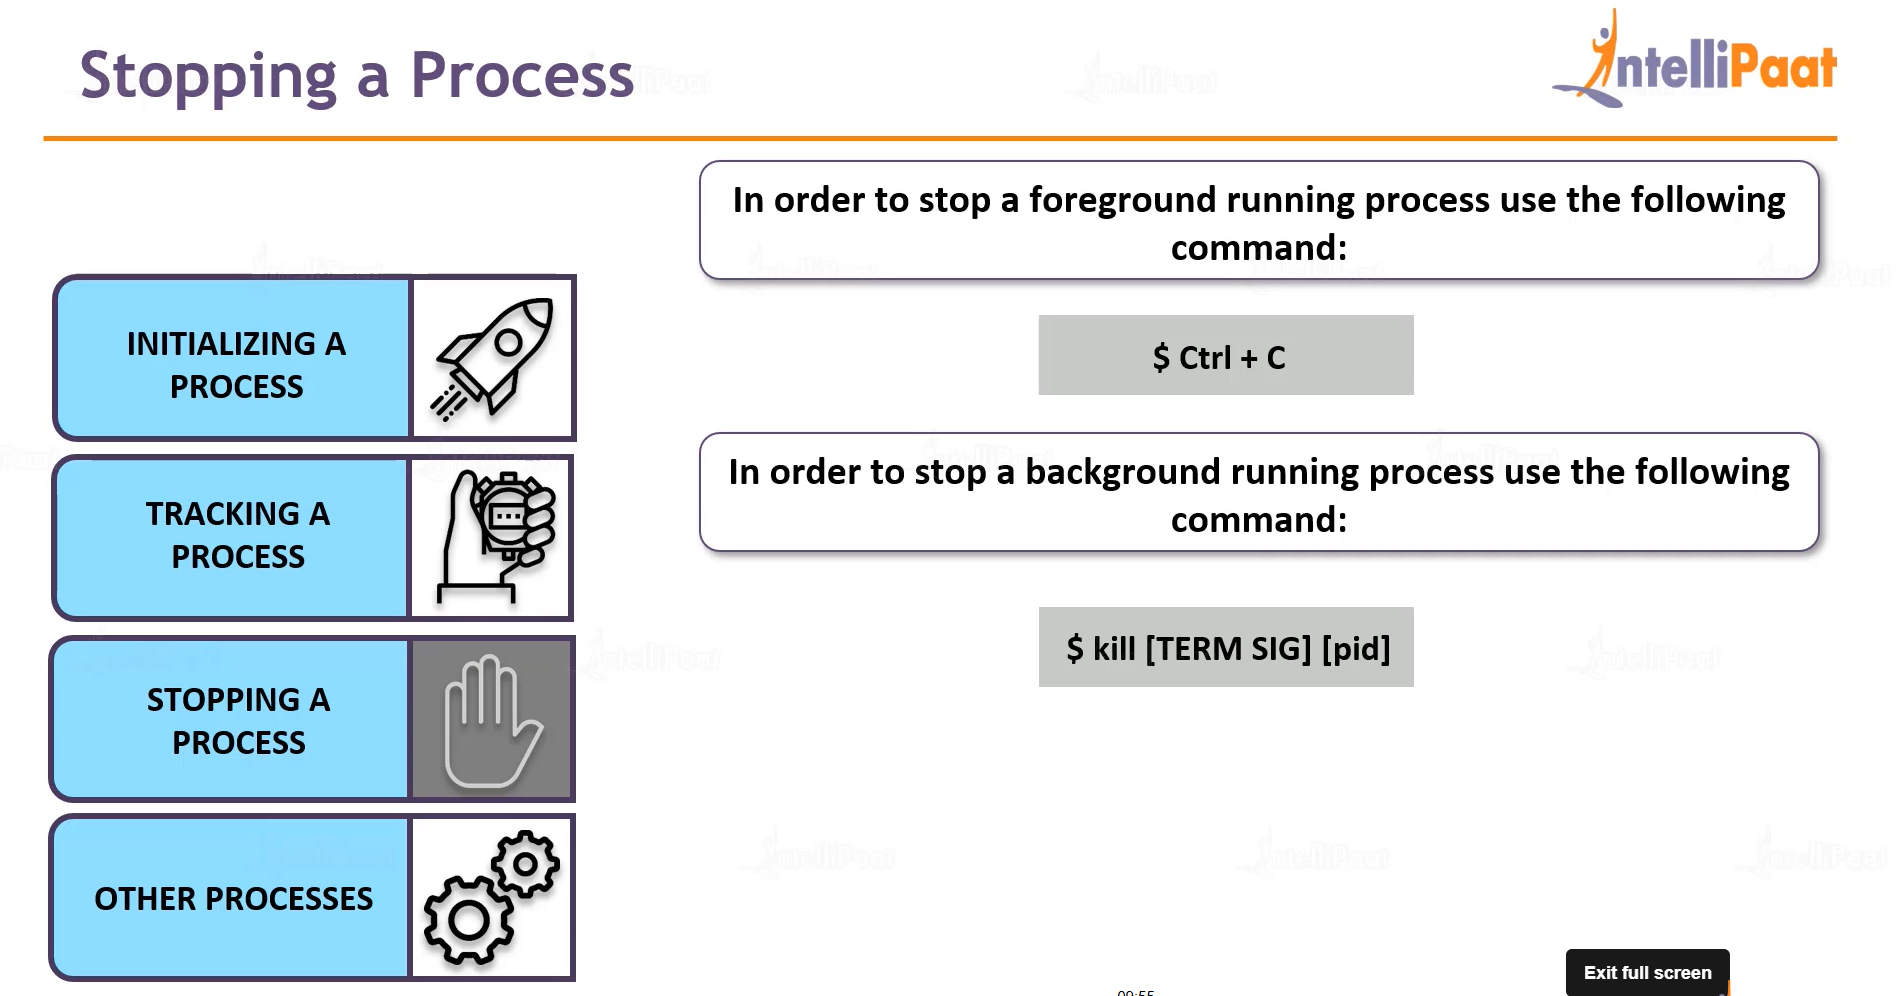 Stopping a Process
IntelliPaat
In order to stop a foreground running process use the following
command:
$ Ctrl + C
In order to stop a background running process use the following
command:
$ kill [TERM SIG] [pid]
INITIALIZING A
PROCESS
TRACKING A
PROCESS
STOPPING A
PROCESS
OTHER PROCESSES
Exit full screen
09:55